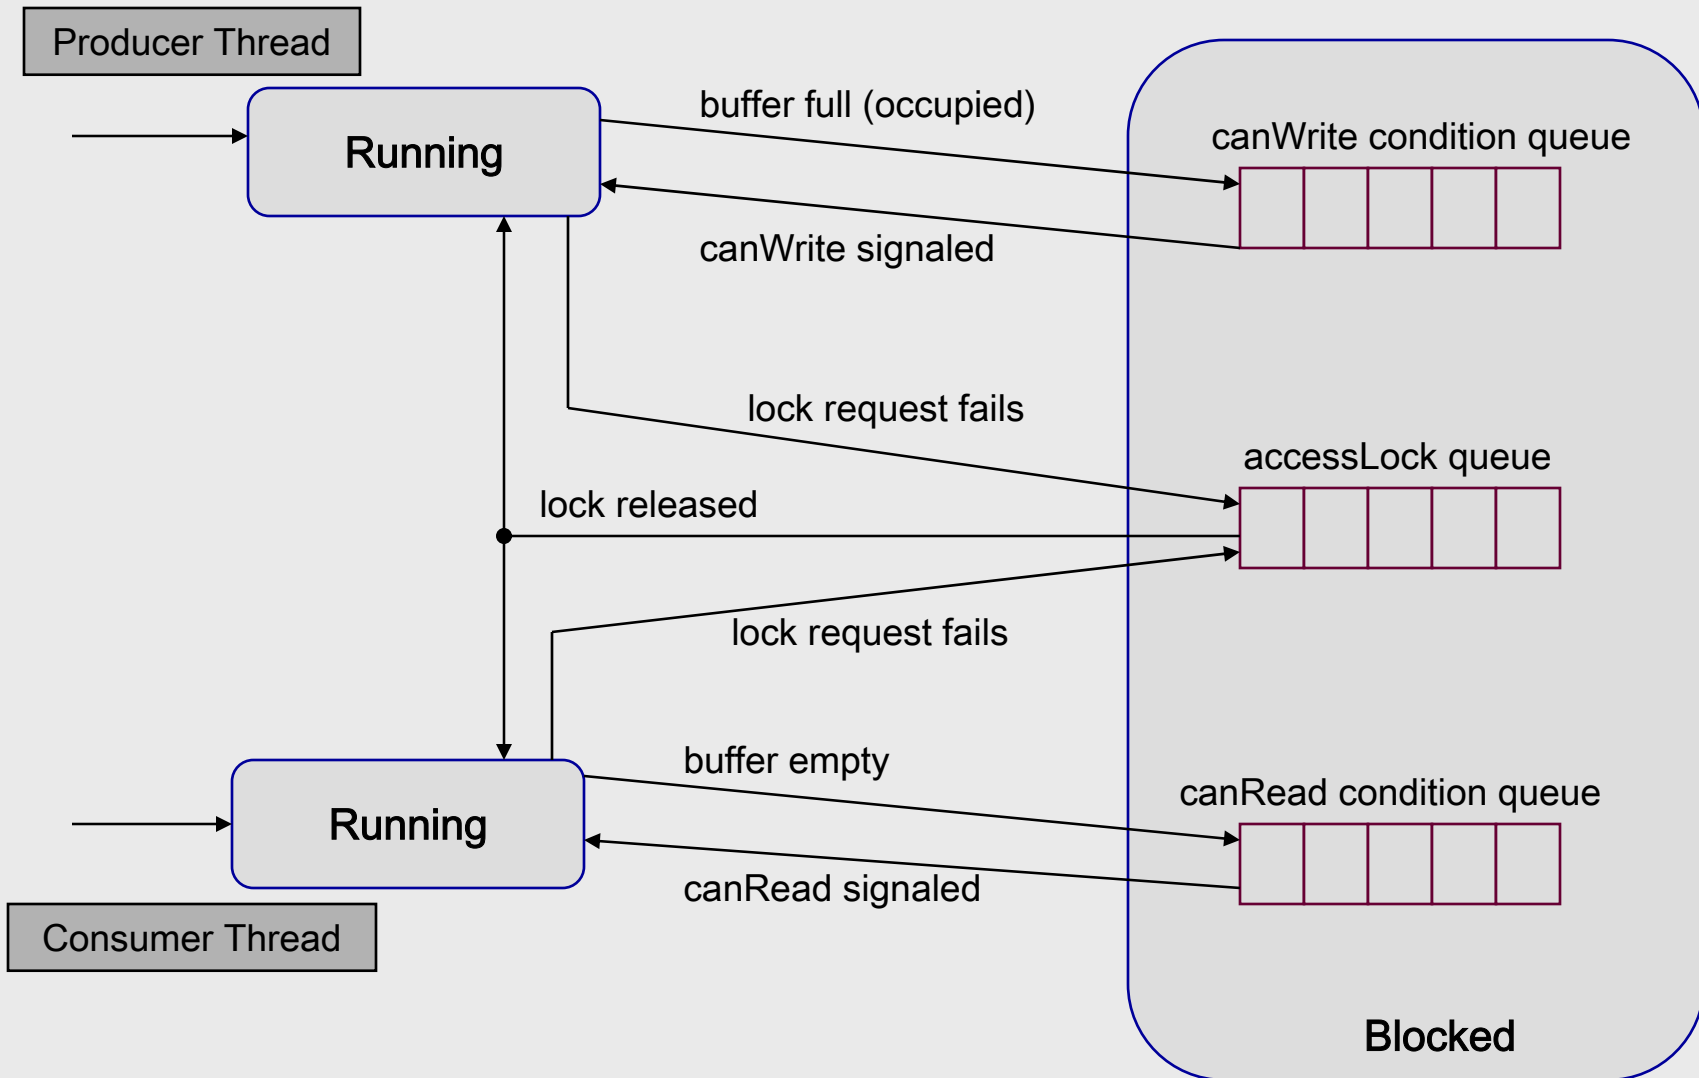 Producer Thread
Running
buffer full (occupied)
canWrite condition queue
canWrite signaled
lock request fails
accessLock queue
lock released
lock request fails
buffer empty
canRead condition queue
Running
canRead signaled
Consumer Thread
Blocked